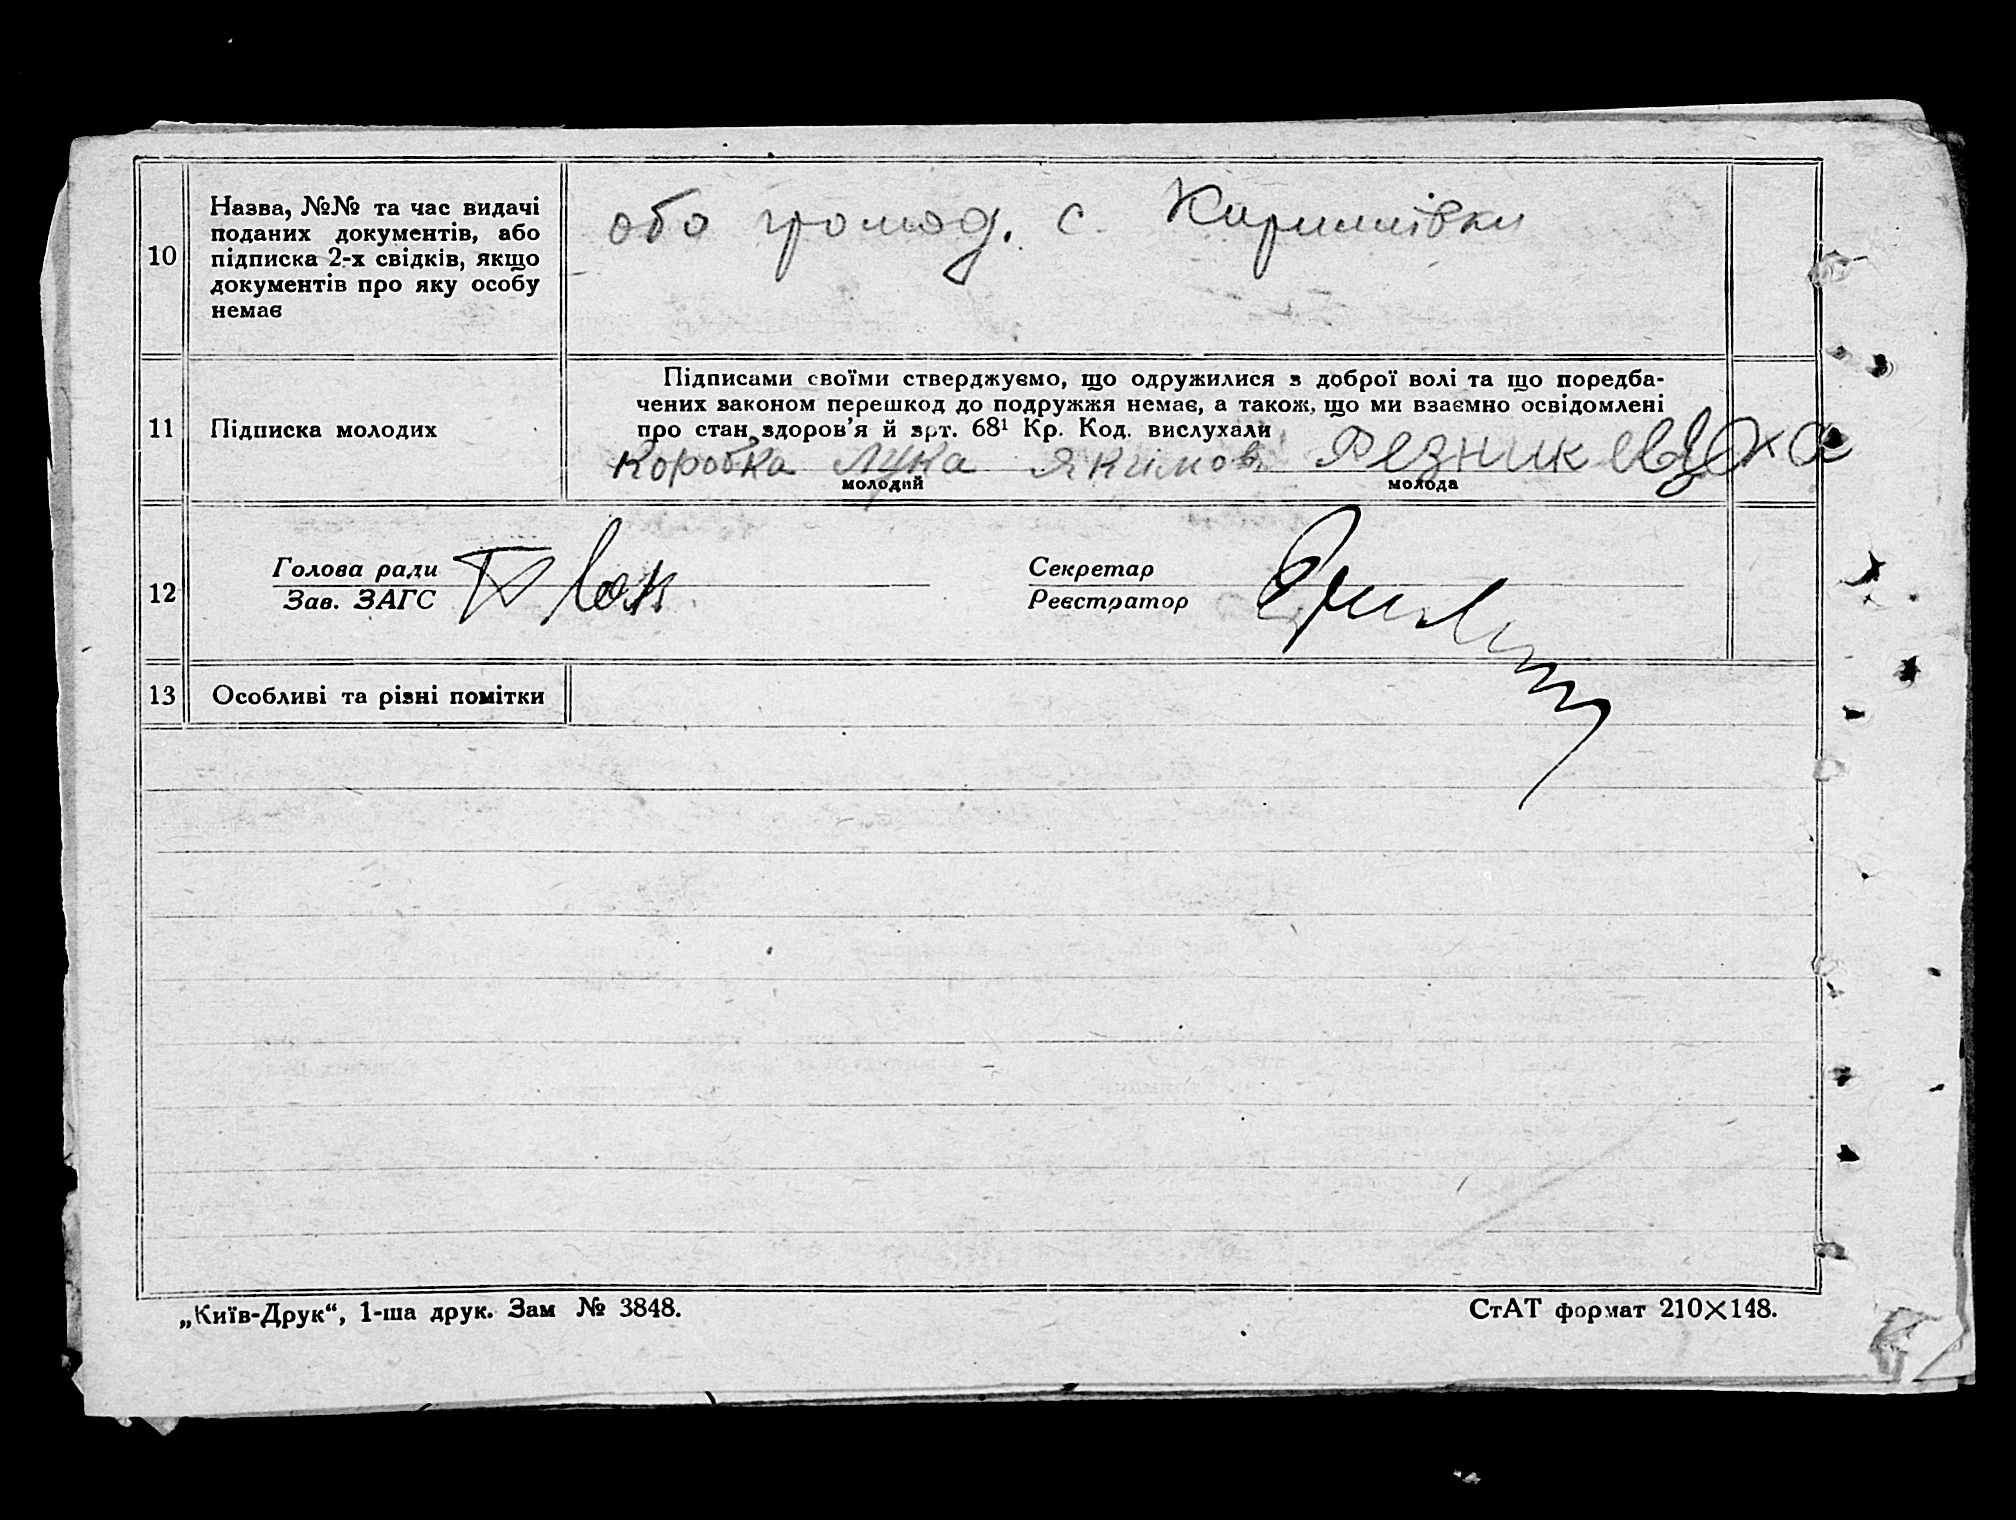 10
Назва, №№ та час видачі
поданих документів, або
підписка 2-х свідків, якщо
документів про яку особу
немає
обо громад. с. Кирилівки
11
Підписка молодих
Підписами своїми стверджуємо, що одружилися з доброї волі та що поредба-
чених законом перешкод до подружжя немає, а також, що ми взаємно освідомлені
про стан здоров'я й арт. 68¹ Кр. Код. вислухали
Коробка Лука Якимов Резник евдоха
молодий молода
12
Голова ради
Зав. ЗАГС
Секретар
Реєстратор
13
Особливі та різні помітки
„Київ-Друк“, 1-ша друк. Зам № 3848.
СтАТ формат 210×148.